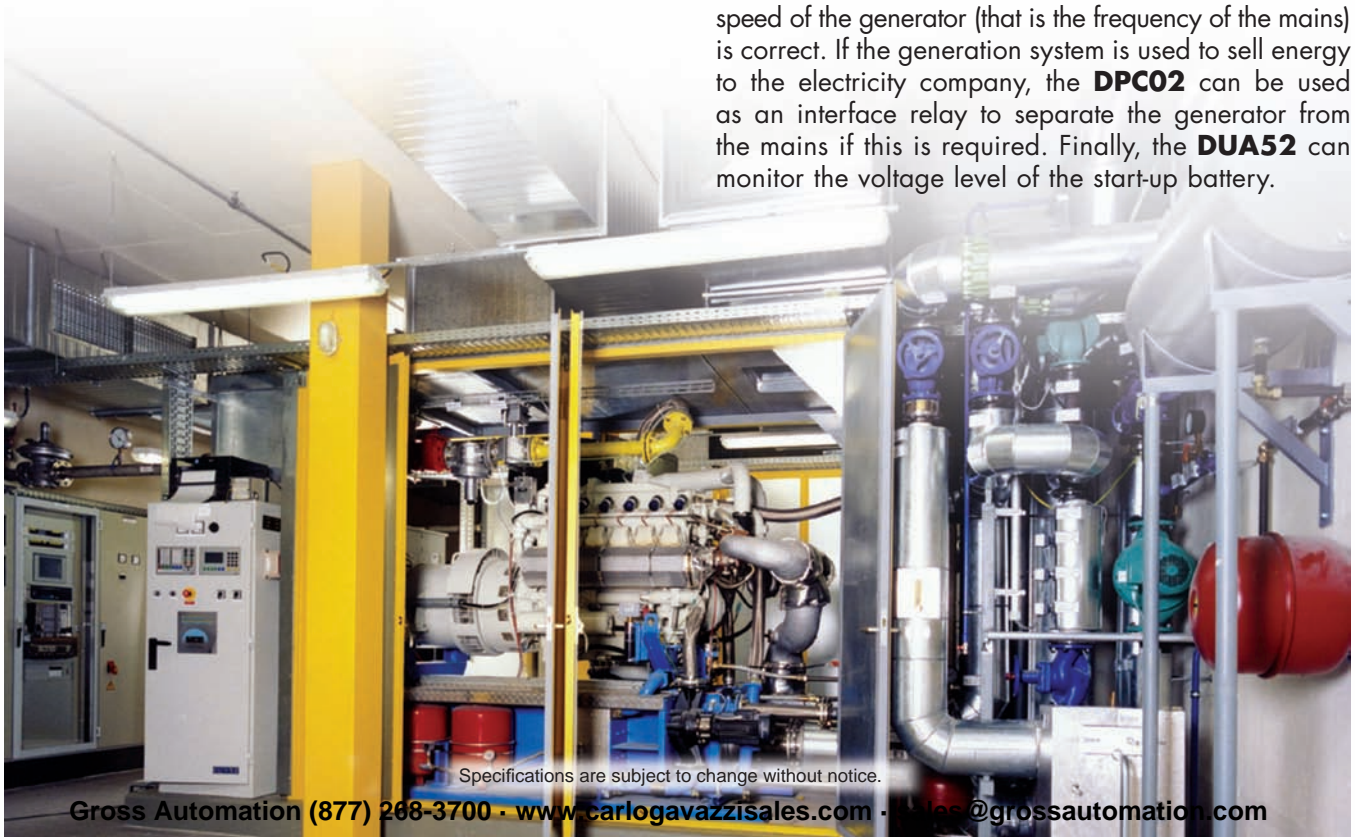 speed of the generator (that is the frequency of the mains)
is correct. If the generation system is used to sell energy
to the electricity company, the DPC02 can be used
as an interface relay to separate the generator from
the mains if this is required. Finally, the DUA52 can
monitor the voltage level of the start-up battery.
Specifications are subject to change without notice.
Gross Automation (877) 268-3700 · www.carlogavazzisales.com · sales@grossautomation.com